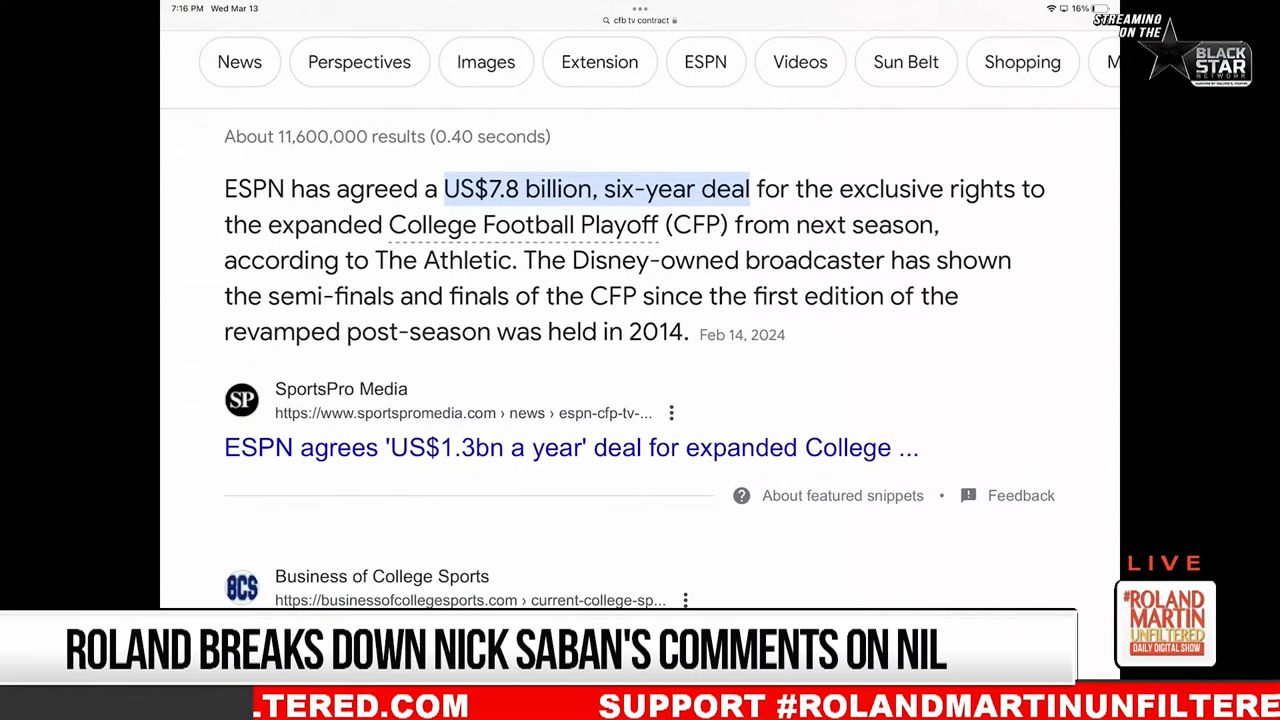 7:16 PM Wed Mar 13
16%
cfb tv contract
STREAMING
ON THE
BLACK
STAR
NETWORK
News
Perspectives
Images
Extension
ESPN
Videos
Sun Belt
Shopping
M
About 11,600,000 results (0.40 seconds)
ESPN has agreed a US$7.8 billion, six-year deal for the exclusive rights to
the expanded College Football Playoff (CFP) from next season,
according to The Athletic. The Disney-owned broadcaster has shown
the semi-finals and finals of the CFP since the first edition of the
revamped post-season was held in 2014. Feb 14, 2024
SP
SportsPro Media
https://www.sportspromedia.com › news › espn-cfp-tv-...
ESPN agrees 'US$1.3bn a year' deal for expanded College ...
About featured snippets • Feedback
BCS
Business of College Sports
https://businessofcollegesports.com › current-college-sp...
LIVE
#ROLAND
MARTIN
UNFILTERED
DAILY DIGITAL SHOW
ROLAND BREAKS DOWN NICK SABAN'S COMMENTS ON NIL
.TERED.COM SUPPORT #ROLANDMARTINUNFILTERE